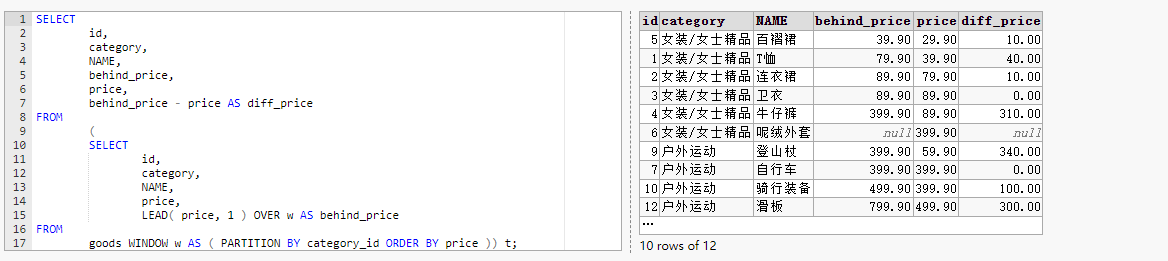 1 SELECT
2 id,
3 category,
4 NAME,
5 behind_price,
6 price,
7 behind_price - price AS diff_price
8 FROM
9 (
10 SELECT
11 id,
12 category,
13 NAME,
14 price,
15 LEAD( price, 1 ) OVER w AS behind_price
16 FROM
17 goods WINDOW w AS ( PARTITION BY category_id ORDER BY price )) t;
id category NAME behind_price price diff_price
5 女装/女士精品 百褶裙 39.90 29.90 10.00
1 女装/女士精品 T恤 79.90 39.90 40.00
2 女装/女士精品 连衣裙 89.90 79.90 10.00
3 女装/女士精品 卫衣 89.90 89.90 0.00
4 女装/女士精品 牛仔裤 399.90 89.90 310.00
6 女装/女士精品 呢绒外套 null 399.90 null
9 户外运动 登山杖 399.90 59.90 340.00
7 户外运动 自行车 399.90 399.90 0.00
10 户外运动 骑行装备 499.90 399.90 100.00
12 户外运动 滑板 799.90 499.90 300.00
...
10 rows of 12